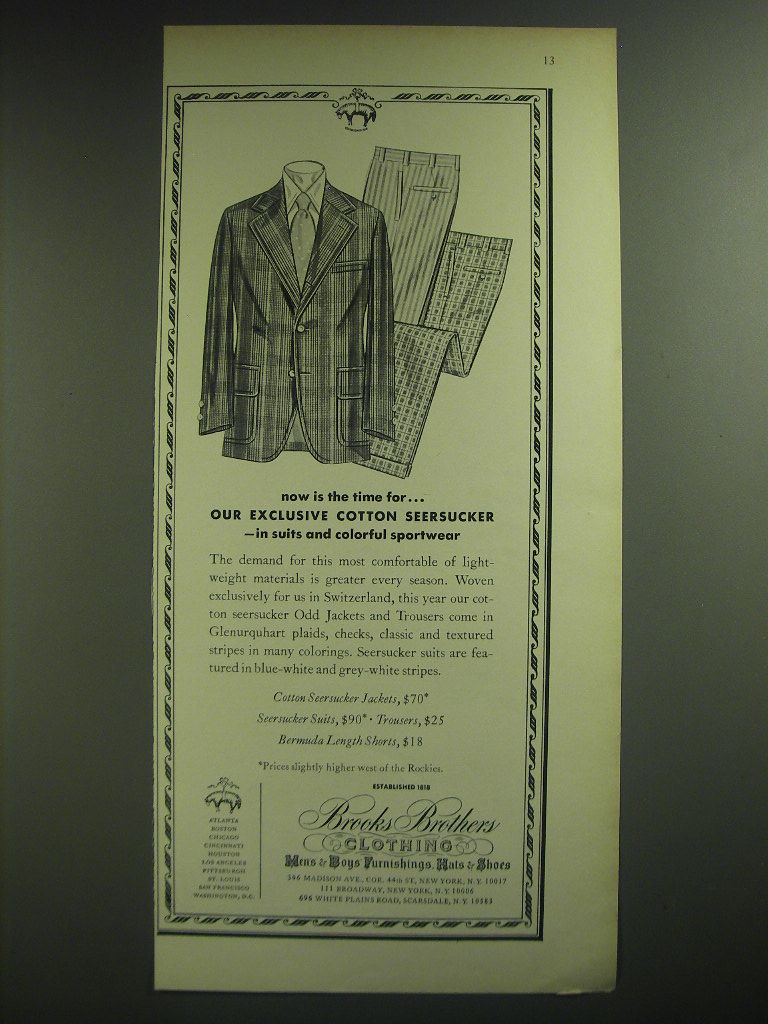 13
now is the time for...
OUR EXCLUSIVE COTTON SEERSUCKER
—in suits and colorful sportwear
The demand for this most comfortable of light-
weight materials is greater every season. Woven
exclusively for us in Switzerland, this year our cot-
ton seersucker Odd Jackets and Trousers come in
Glenurquhart plaids, checks, classic and textured
stripes in many colorings. Seersucker suits are fea-
tured in blue-white and grey-white stripes.
Cotton Seersucker Jackets, $70*
Seersucker Suits, $90* · Trousers, $25
Bermuda Length Shorts, $18
*Prices slightly higher west of the Rockies.
ESTABLISHED 1818
Brooks Brothers
CLOTHING
Mens & Boys Furnishings, Hats & Shoes
346 MADISON AVE., COR. 44th ST., NEW YORK, N.Y. 10017
111 BROADWAY, NEW YORK, N.Y. 10006
696 WHITE PLAINS ROAD, SCARSDALE, N.Y. 10583
ATLANTA
BOSTON
CHICAGO
CINCINNATI
HOUSTON
LOS ANGELES
PITTSBURGH
ST. LOUIS
SAN FRANCISCO
WASHINGTON, D.C.